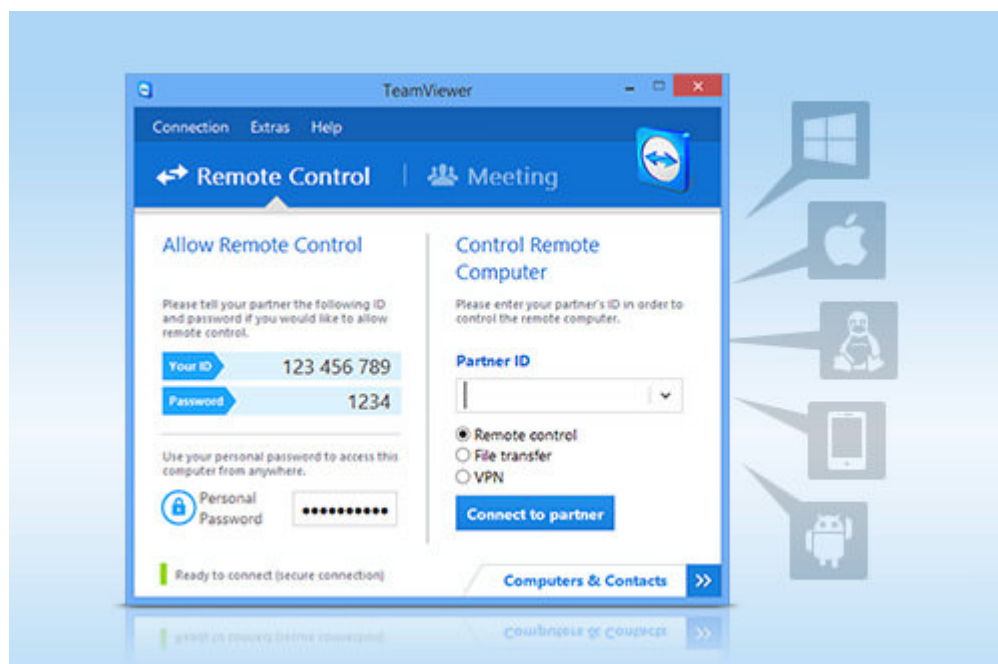 TeamViewer
Connection Extras Help
Remote Control
Meeting
Allow Remote Control
Please tell your partner the following ID
and password if you would like to allow
remote control.
Your ID
123 456 789
Password
1234
Use your personal password to access this
computer from anywhere.
Personal
Password
Ready to connect (secure connection)
Control Remote
Computer
Please enter your partner's ID in order to
control the remote computer.
Partner ID
Remote control
File transfer
VPN
Connect to partner
Computers & Contacts